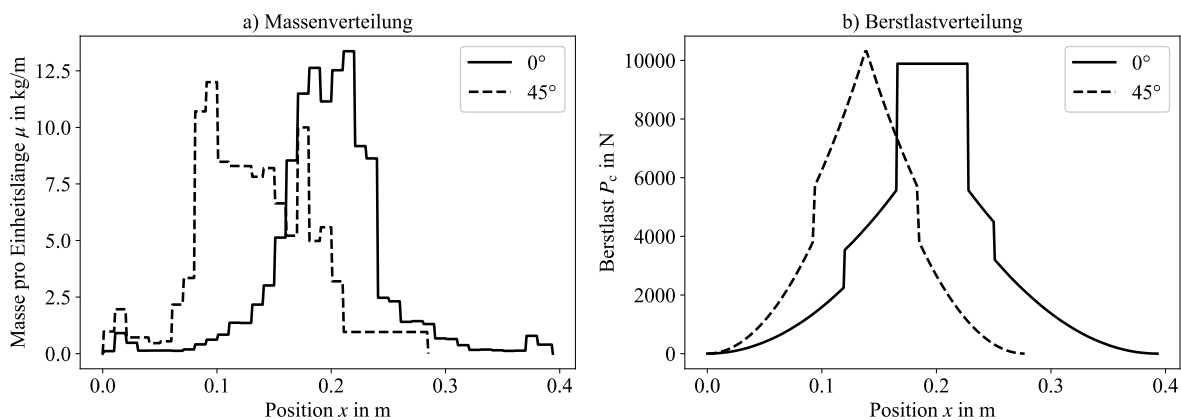 a) Massenverteilung
Masse pro Einheitslänge μ in kg/m
12.5
10.0
7.5
5.0
2.5
0.0
0.0 0.1 0.2 0.3 0.4
Position x in m
0°
45°
b) Berstlastverteilung
Berstlast Pc in N
10000
8000
6000
4000
2000
0
0.0 0.1 0.2 0.3 0.4
Position x in m
0°
45°